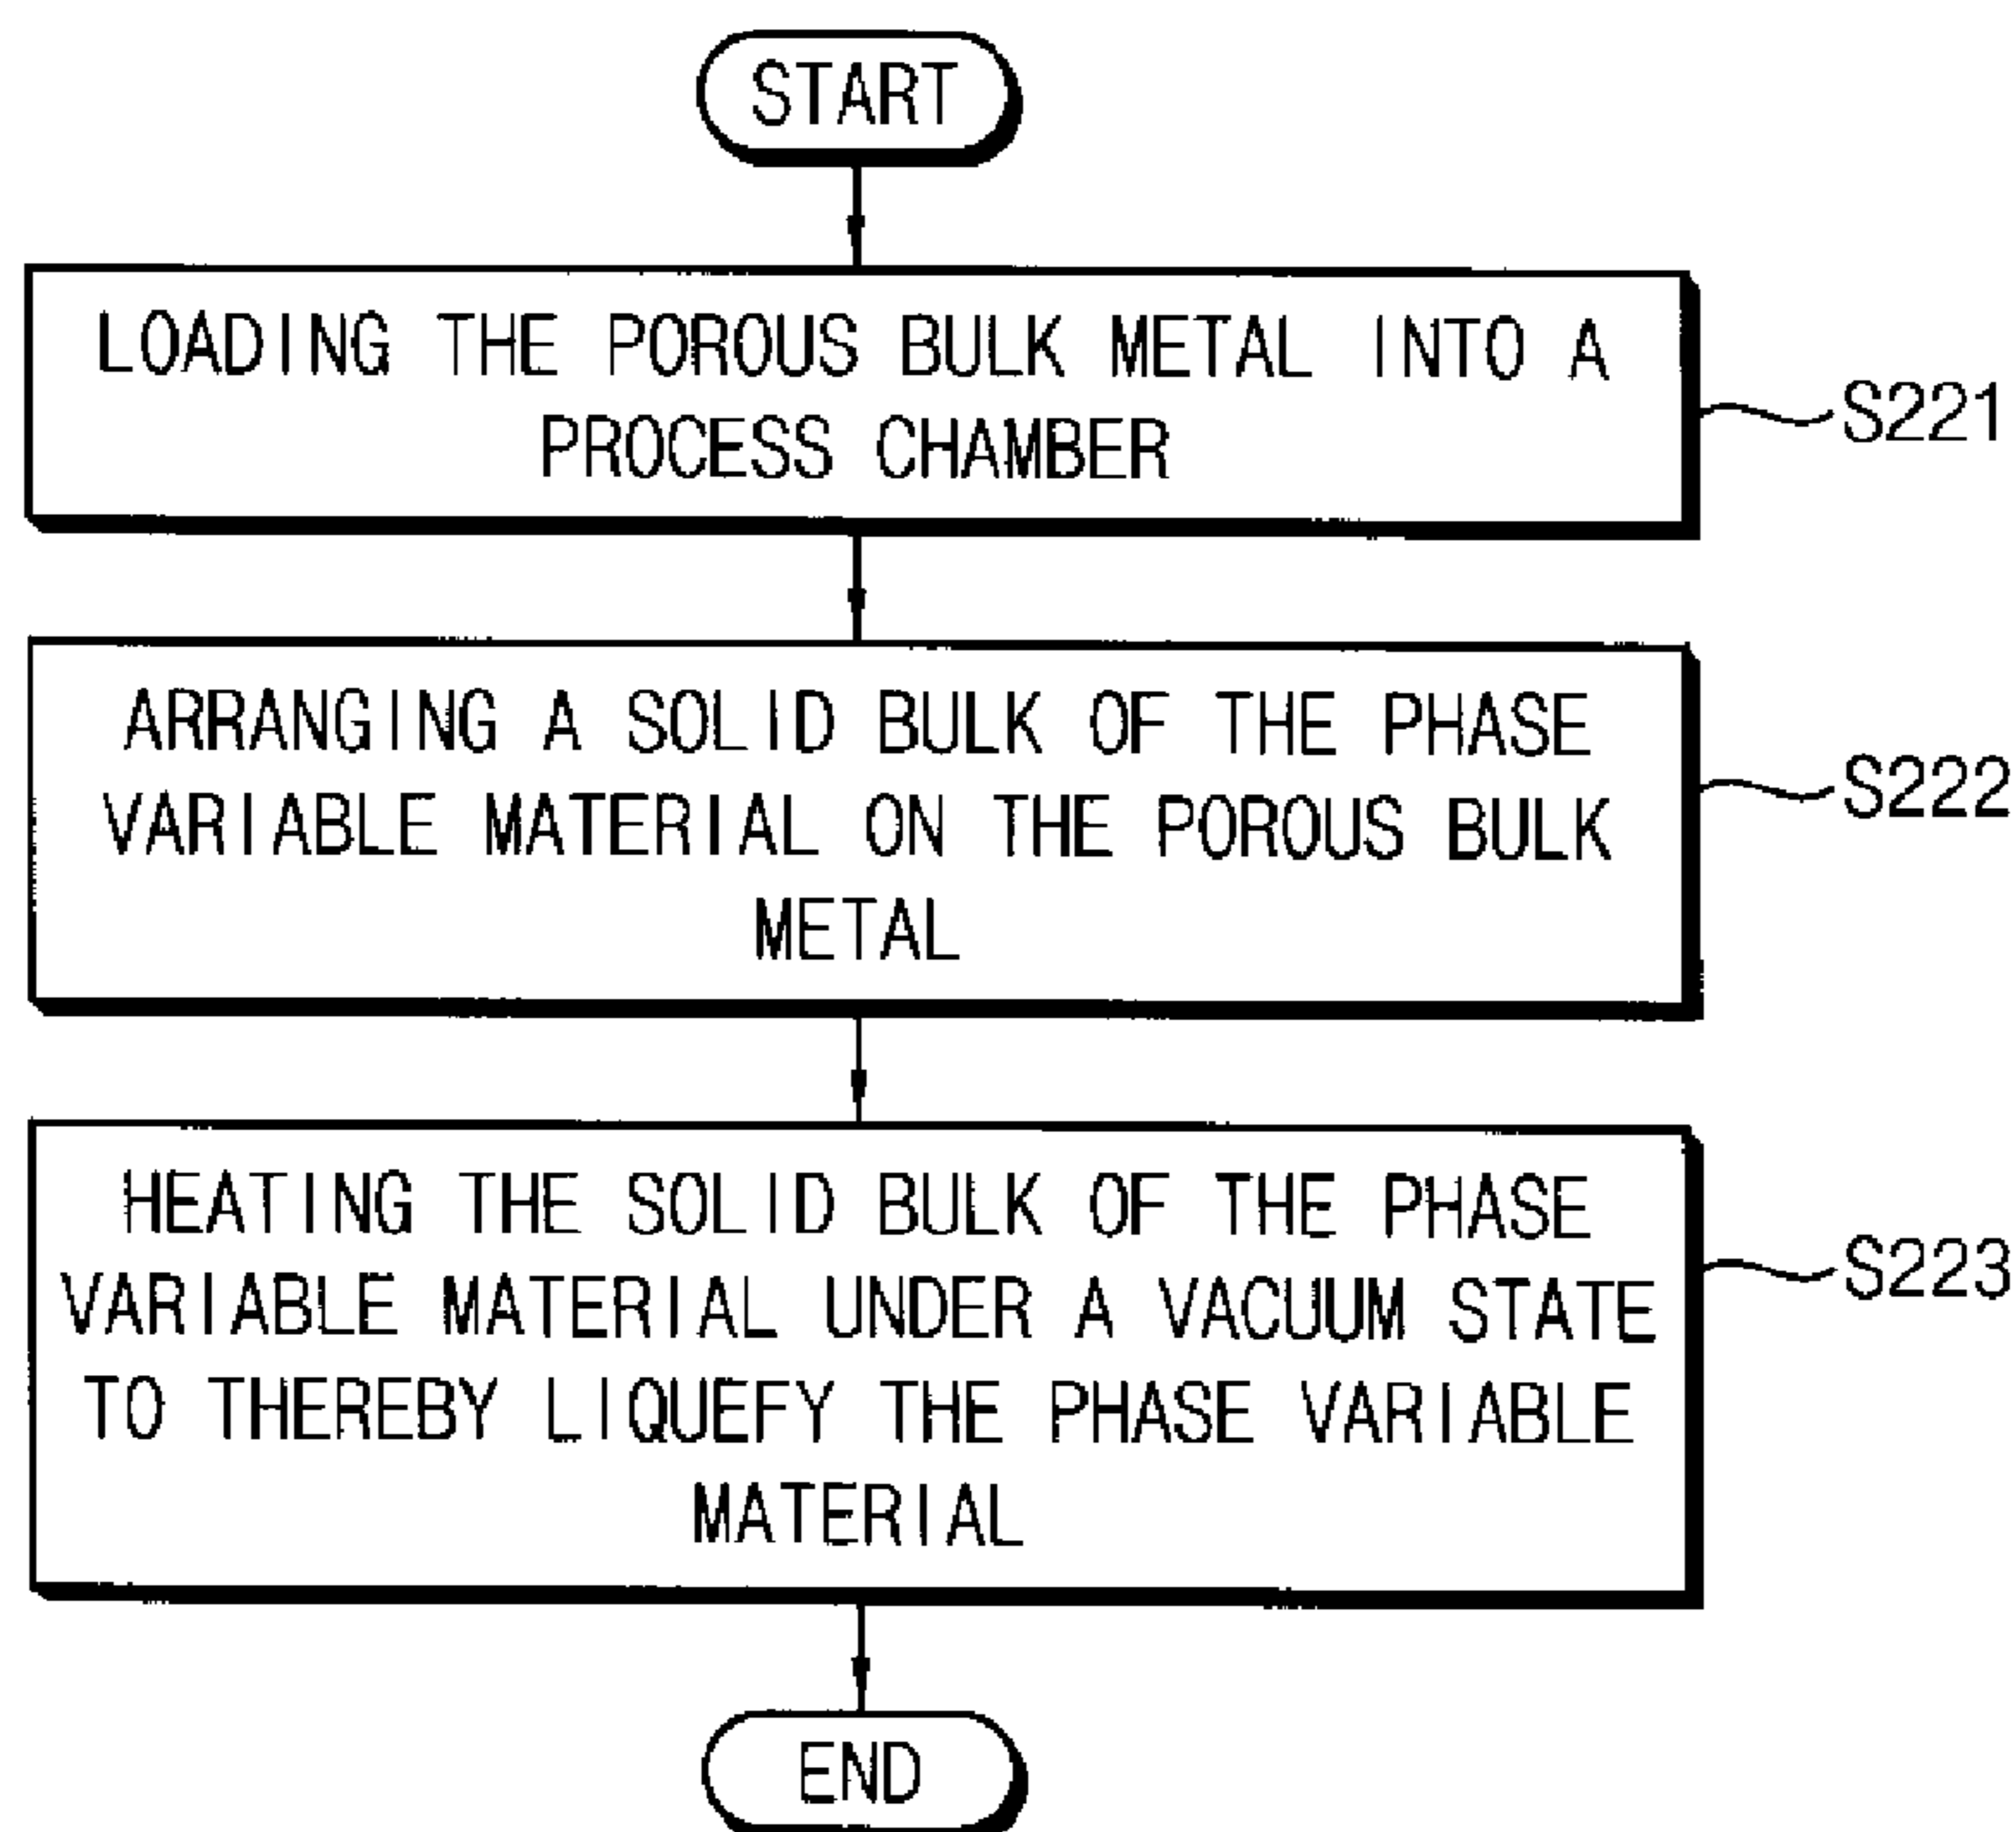 START
LOADING THE POROUS BULK METAL INTO A
PROCESS CHAMBER
S221
ARRANGING A SOLID BULK OF THE PHASE
VARIABLE MATERIAL ON THE POROUS BULK
METAL
S222
HEATING THE SOLID BULK OF THE PHASE
VARIABLE MATERIAL UNDER A VACUUM STATE
TO THEREBY LIQUEFY THE PHASE VARIABLE
MATERIAL
S223
END